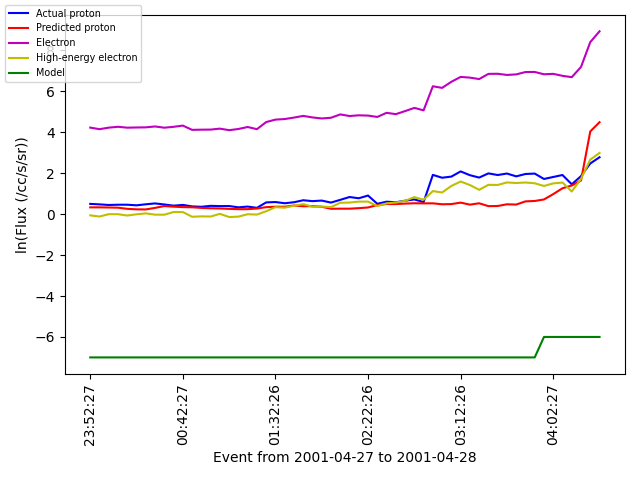 Actual proton
Predicted proton
Electron
High-energy electron
Model
8
6
4
2
0
−2
−4
−6
ln(Flux (/cc/s/sr))
23:52:27
00:42:27
01:32:26
02:22:26
03:12:26
04:02:27
Event from 2001-04-27 to 2001-04-28